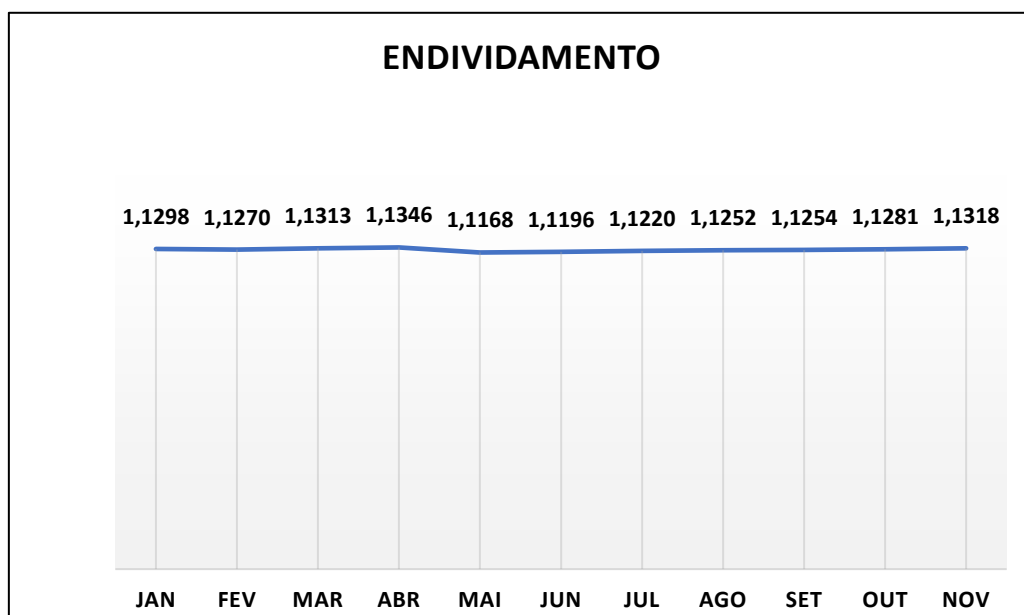 ENDIVIDAMENTO
1,1298 1,1270 1,1313 1,1346 1,1168 1,1196 1,1220 1,1252 1,1254 1,1281 1,1318
JAN FEV MAR ABR MAI JUN JUL AGO SET OUT NOV